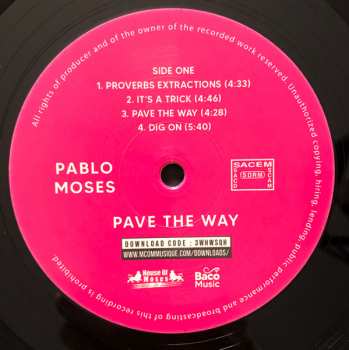 All rights of producer and of the owner of the recorded work reserved. Unauthorized copying, hiring, lending, public performance and broadcasting of this recording is prohibited.
SIDE ONE
1. PROVERBS EXTRACTIONS (4:33)
2. IT'S A TRICK (4:46)
3. PAVE THE WAY (4:28)
4. DIG ON (5:40)
PABLO
MOSES
SACEM
SACD
SDRM
SCAM
PAVE THE WAY
DOWNLOAD CODE : 3WHWSQH
WWW.MCOMMUSIQUE.COM/DOWNLOADS/
House Of
Moses
Baco
Music